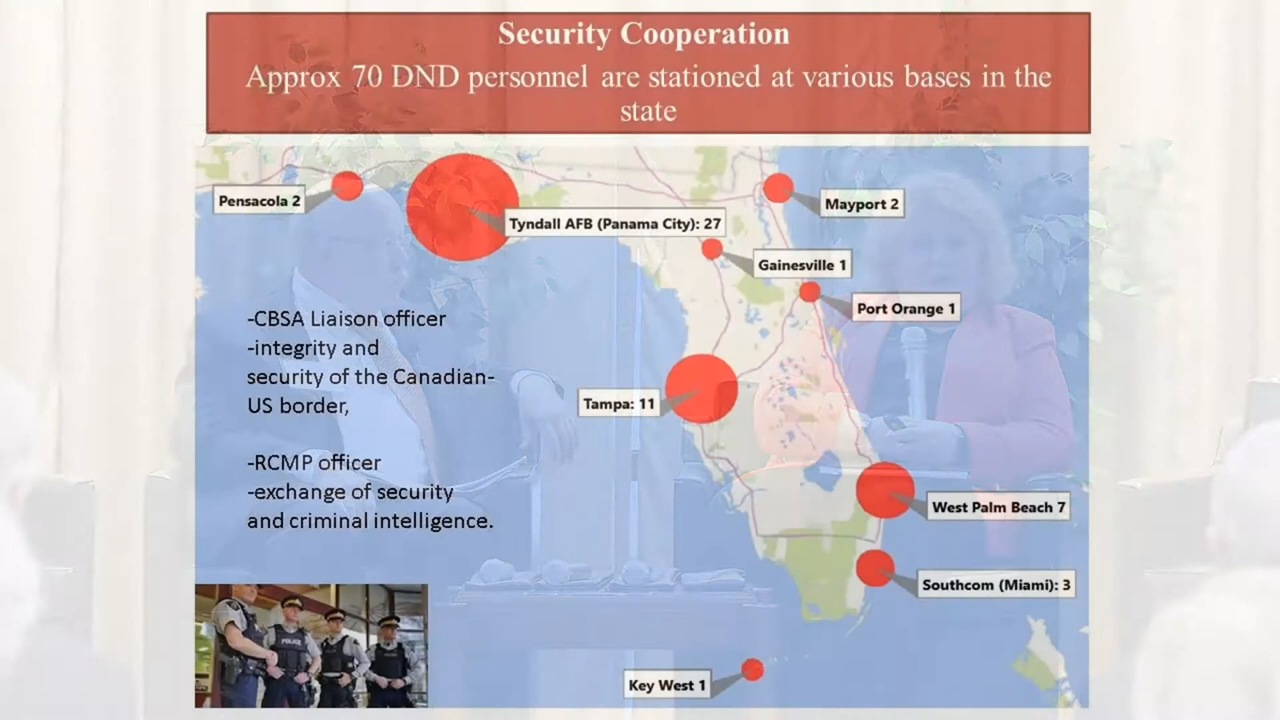 Security Cooperation
Approx 70 DND personnel are stationed at various bases in the
state
Pensacola 2
Tyndall AFB (Panama City): 27
Mayport 2
Gainesville 1
Port Orange 1
-CBSA Liaison officer
-integrity and
security of the Canadian-
US border,
-RCMP officer
-exchange of security
and criminal intelligence.
Tampa: 11
West Palm Beach 7
Southcom (Miami): 3
Key West 1
POLICE